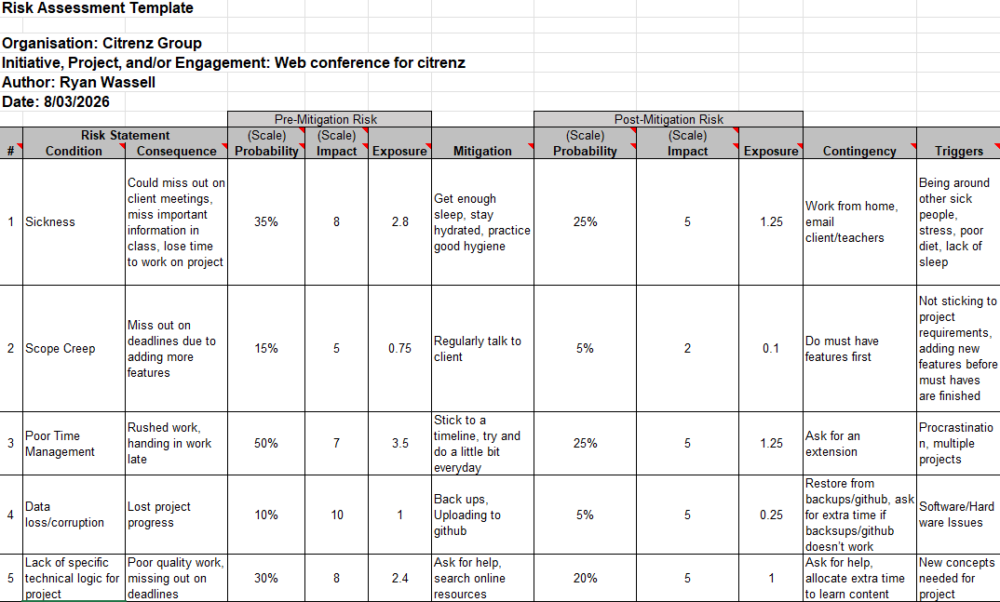 Risk Assessment Template
Organisation: Citrenz Group
Initiative, Project, and/or Engagement: Web conference for citrenz
Author: Ryan Wassell
Date: 8/03/2026
Pre-Mitigation Risk
Post-Mitigation Risk
Risk Statement
(Scale)
(Scale)
(Scale)
(Scale)
#
Condition
Consequence
Probability
Impact
Exposure
Mitigation
Probability
Impact
Exposure
Contingency
Triggers
1
Sickness
Could miss out on
client meetings,
miss important
information in
class, lose time
to work on project
35%
8
2.8
Get enough
sleep, stay
hydrated, practice
good hygiene
25%
5
1.25
Work from home,
email
client/teachers
Being around
other sick
people,
stress, poor
diet, lack of
sleep
2
Scope Creep
Miss out on
deadlines due to
adding more
features
15%
5
0.75
Regularly talk to
client
5%
2
0.1
Do must have
features first
Not sticking to
project
requirements,
adding new
features before
must haves
are finished
3
Poor Time
Management
Rushed work,
handing in work
late
50%
7
3.5
Stick to a
timeline, try and
do a little bit
everyday
25%
5
1.25
Ask for an
extension
Procrastinatio
n, multiple
projects
4
Data
loss/corruption
Lost project
progress
10%
10
1
Back ups,
Uploading to
github
5%
5
0.25
Restore from
backups/github, ask
for extra time if
backsups/github
doesn't work
Software/Hard
ware Issues
5
Lack of specific
technical logic for
project
Poor quality work,
missing out on
deadlines
30%
8
2.4
Ask for help,
search online
resources
20%
5
1
Ask for help,
allocate extra time
to learn content
New concepts
needed for
project